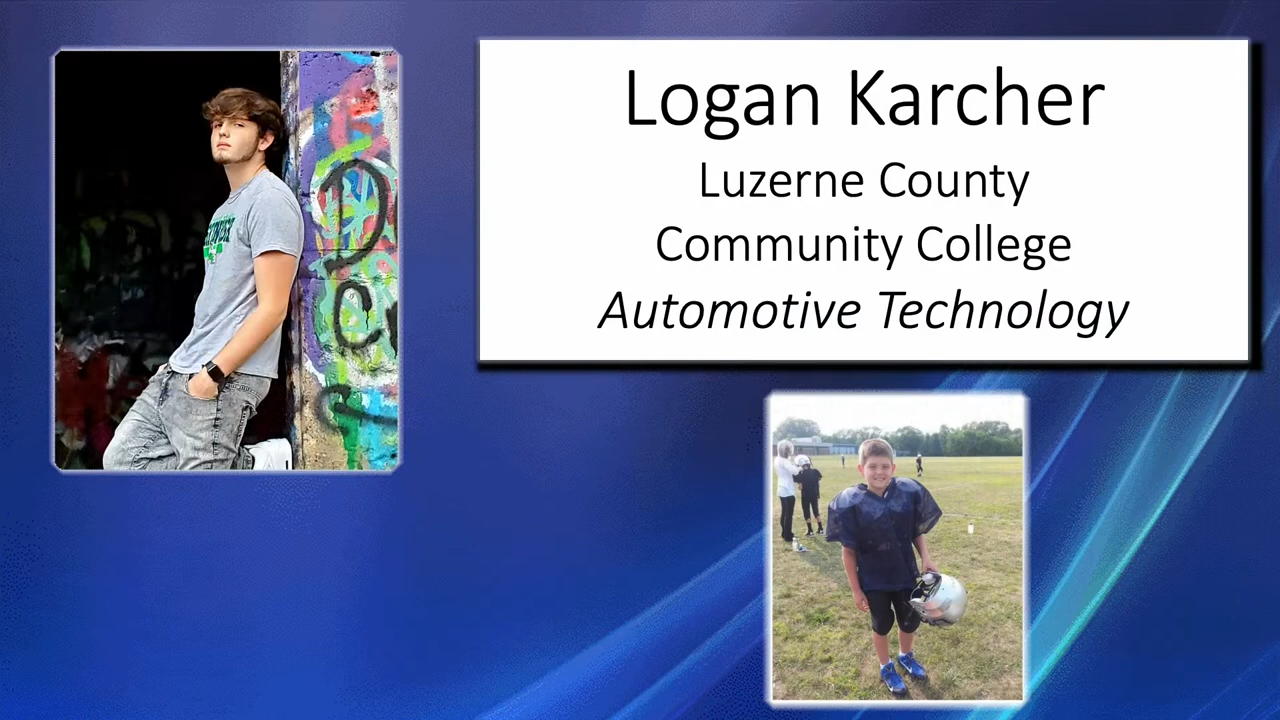 Logan Karcher
Luzerne County
Community College
Automotive Technology